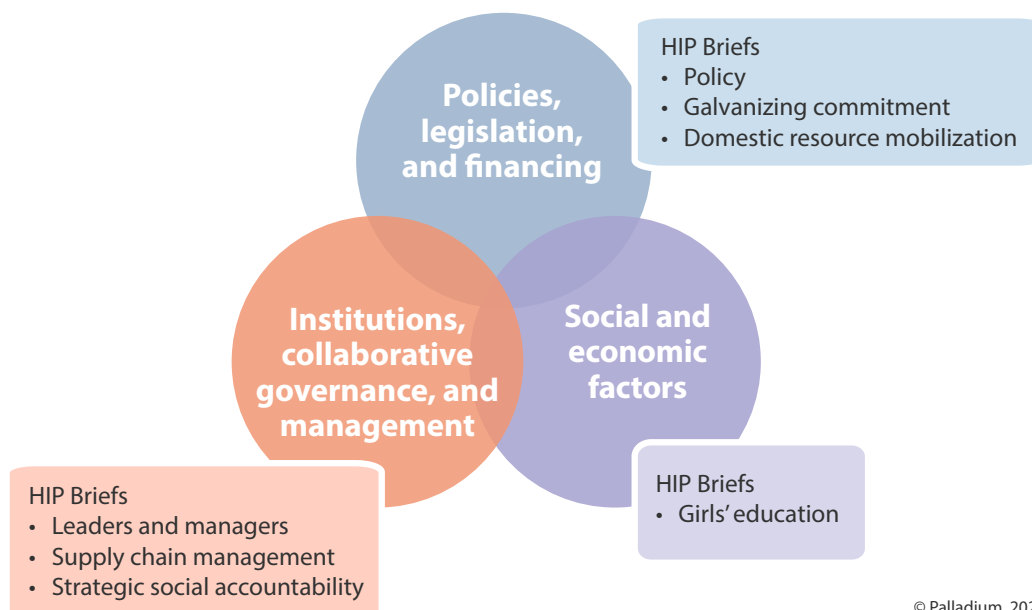 Policies,
legislation,
and financing
HIP Briefs
• Policy
• Galvanizing commitment
• Domestic resource mobilization
Institutions,
collaborative
governance, and
management
Social and
economic
factors
HIP Briefs
• Leaders and managers
• Supply chain management
• Strategic social accountability
HIP Briefs
• Girls’ education
© Palladium,